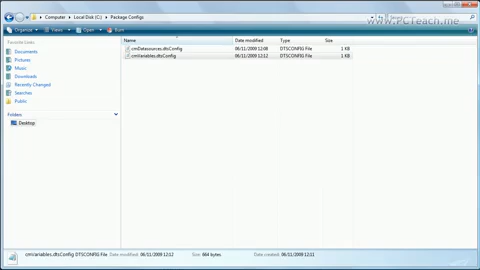 www.PCTeach.me
Computer ▸ Local Disk (C:) ▸ Package Configs
Organize Views Open Burn
Favorite Links
Documents
Pictures
Music
Downloads
Recently Changed
Searches
Public
Folders
Desktop
Name Date modified Type Size
cmDatasources.dtsConfig 06/11/2009 12:08 DTSCONFIG File 1 KB
cmVariables.dtsConfig 06/11/2009 12:12 DTSCONFIG File 1 KB
cmVariables.dtsConfig Date modified: 06/11/2009 12:12 Size: 664 bytes Date created: 06/11/2009 12:11
DTSCONFIG File